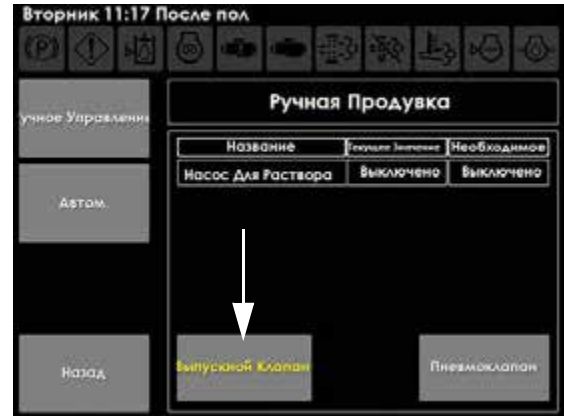 Вторник 11:17 После пол
(P)
Ручная Продувка
учное Управлени
Название Текущее Значение Необходимое
Насос Для Раствора Выключено Выключено
Автом.
Назад
Выпускной Клапан
Пневмоклапан